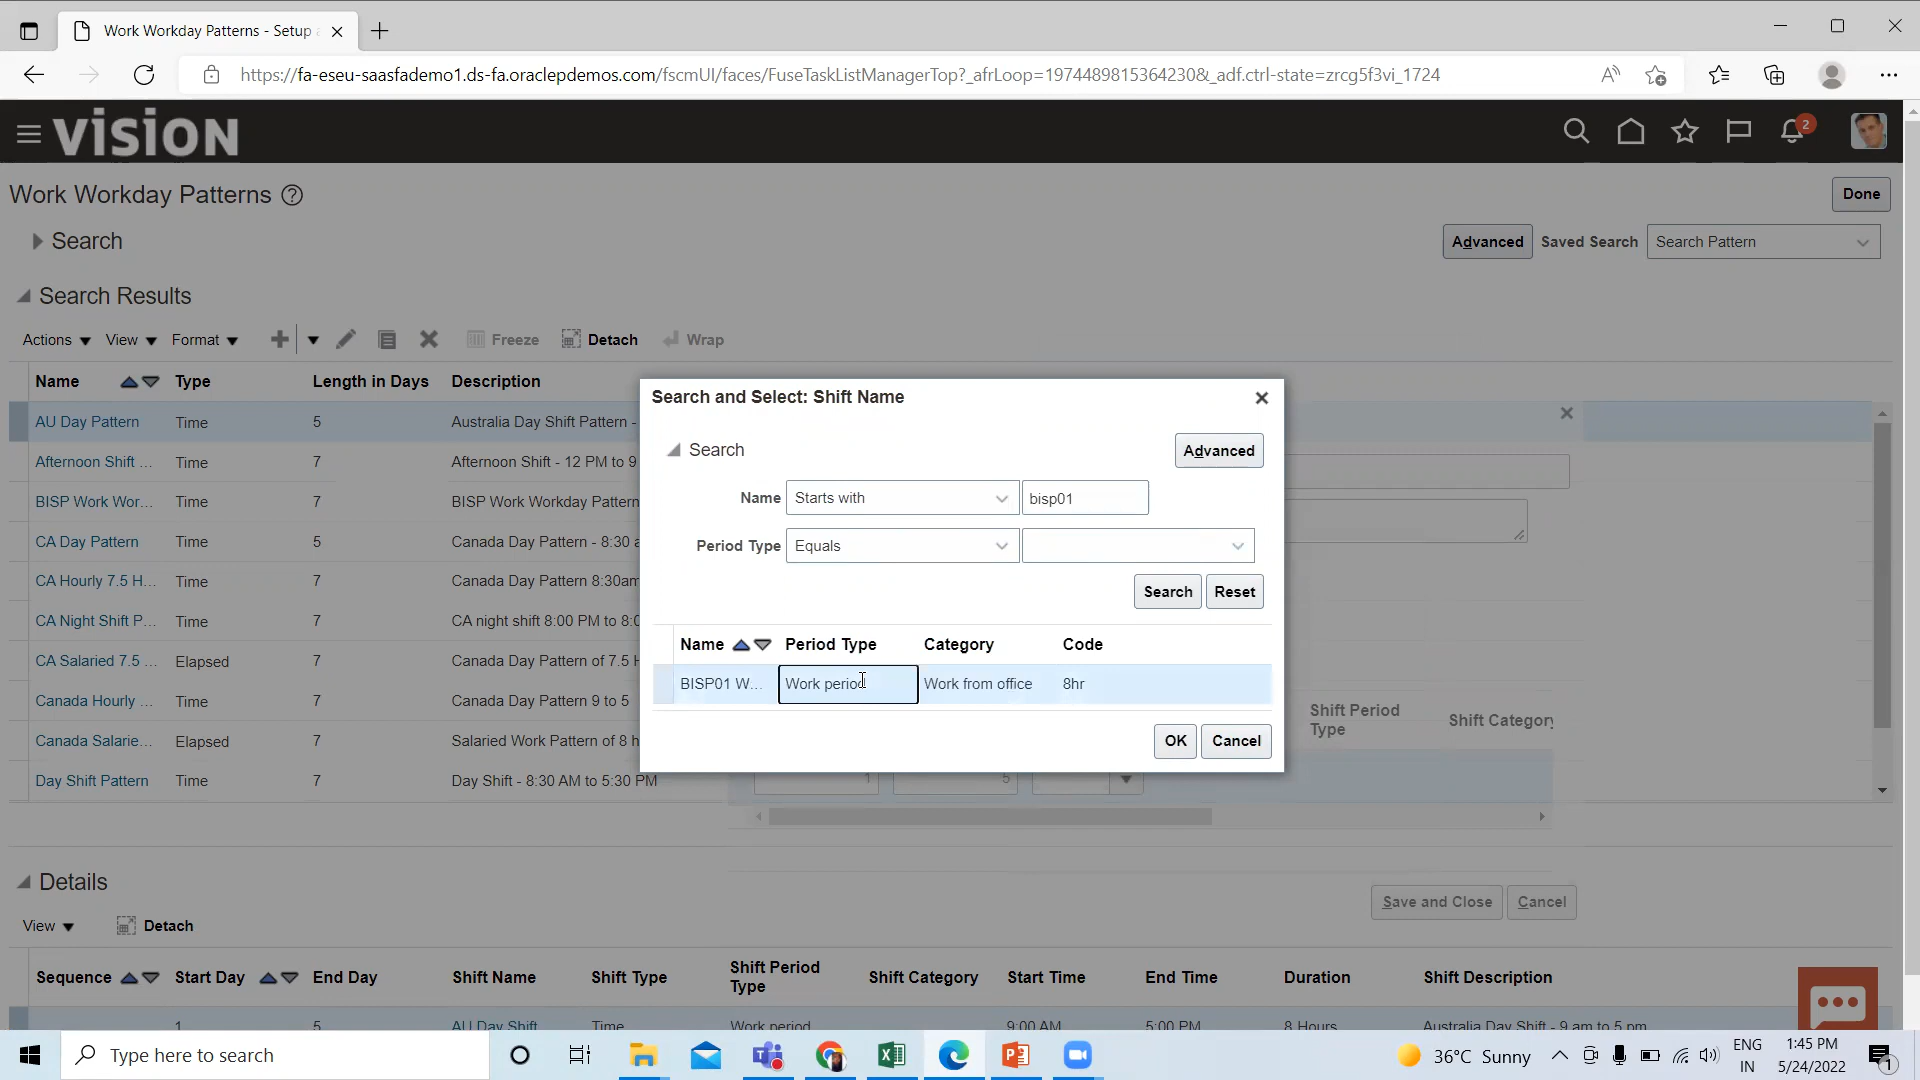 Work Workday Patterns - Setup a
https://fa-eseu-saasfademo1.ds-fa.oraclepdemos.com/fscmUI/faces/FuseTaskListManagerTop?_afrLoop=1974489815364230&_adf.ctrl-state=zrcg5f3vi_1724
VISION
2
Work Workday Patterns
Done
Search
Advanced Saved Search Search Pattern
Search Results
Actions View Format Freeze Detach Wrap
Name Type Length in Days Description
AU Day Pattern Time 5 Australia Day Shift Pattern -
Afternoon Shift ... Time 7 Afternoon Shift - 12 PM to 9
BISP Work Wor... Time 7 BISP Work Workday Pattern
CA Day Pattern Time 5 Canada Day Pattern - 8:30 a
CA Hourly 7.5 H... Time 7 Canada Day Pattern 8:30am
CA Night Shift P... Time 7 CA night shift 8:00 PM to 8:0
CA Salaried 7.5 ... Elapsed 7 Canada Day Pattern of 7.5 H
Canada Hourly ... Time 7 Canada Day Pattern 9 to 5
Canada Salarie... Elapsed 7 Salaried Work Pattern of 8 h
Day Shift Pattern Time 7 Day Shift - 8:30 AM to 5:30 PM
Search and Select: Shift Name
Search
Advanced
Name Starts with bisp01
Period Type Equals
Search Reset
Name Period Type Category Code
BISP01 W... Work period Work from office 8hr
OK Cancel
Shift Period Type
Shift Category
1 5
Details
Save and Close Cancel
View Detach
Sequence Start Day End Day Shift Name Shift Type Shift Period Type Shift Category Start Time End Time Duration Shift Description
1 5 AU Day Shift Time Work period 9:00 AM 5:00 PM 8 Hours Australia Day Shift - 9 am to 5 pm
Type here to search
36°C Sunny
ENG
IN
1:45 PM
5/24/2022
1